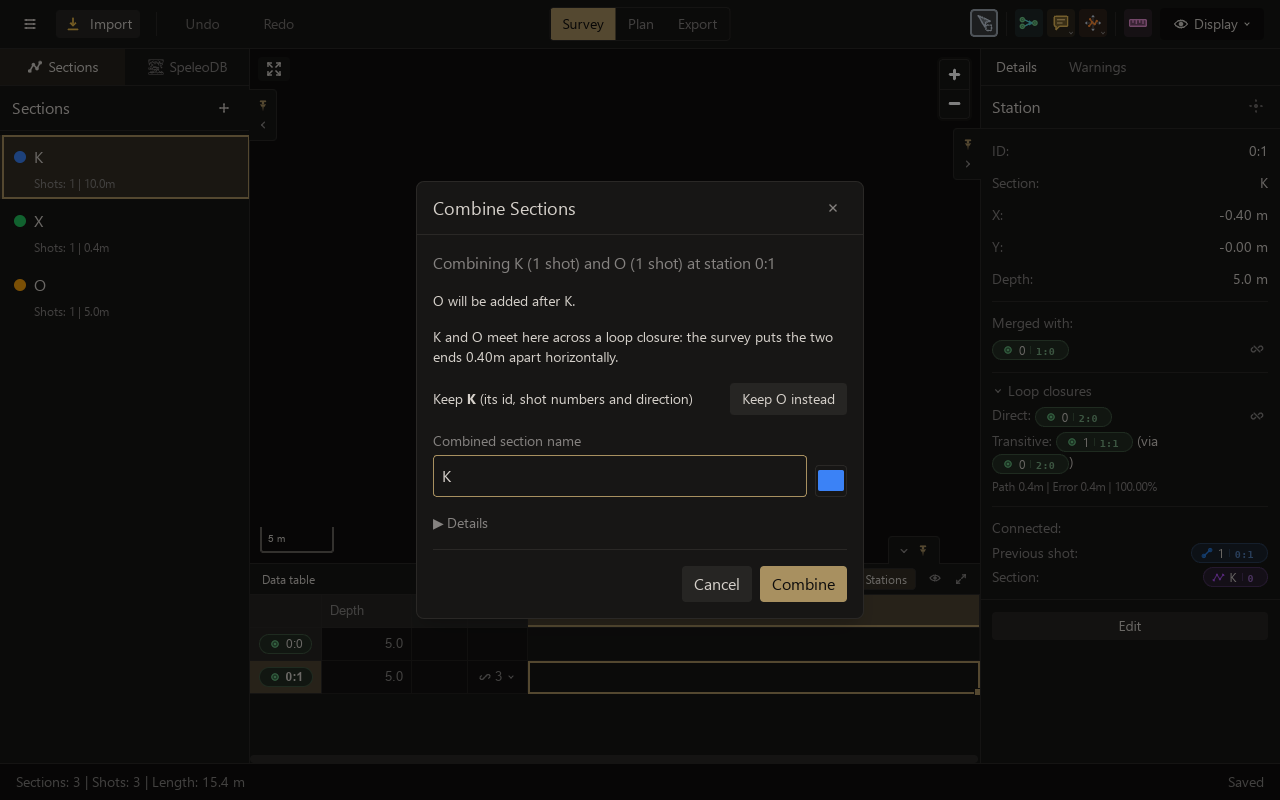 Import
Undo
Redo
Survey
Plan
Export
Display
Sections
SpeleoDB
Details
Warnings
Sections
+
Station
K
Shots: 1 | 10.0m
X
Shots: 1 | 0.4m
O
Shots: 1 | 5.0m
ID:
0:1
Section:
K
X:
-0.40 m
Y:
-0.00 m
Depth:
5.0 m
Merged with:
0 | 1:0
Loop closures
Direct: 0 | 2:0
Transitive: 1 | 1:1 (via
0 | 2:0)
Path 0.4m | Error 0.4m | 100.00%
Connected:
Previous shot:
1 | 0:1
Section:
K | 0
Edit
Combine Sections
×
Combining K (1 shot) and O (1 shot) at station 0:1
O will be added after K.
K and O meet here across a loop closure: the survey puts the two
ends 0.40m apart horizontally.
Keep K (its id, shot numbers and direction)
Keep O instead
Combined section name
K
▶ Details
Cancel
Combine
5 m
Data table
Stations
Depth
0:0
5.0
0:1
5.0
3
Sections: 3 | Shots: 3 | Length: 15.4 m
Saved